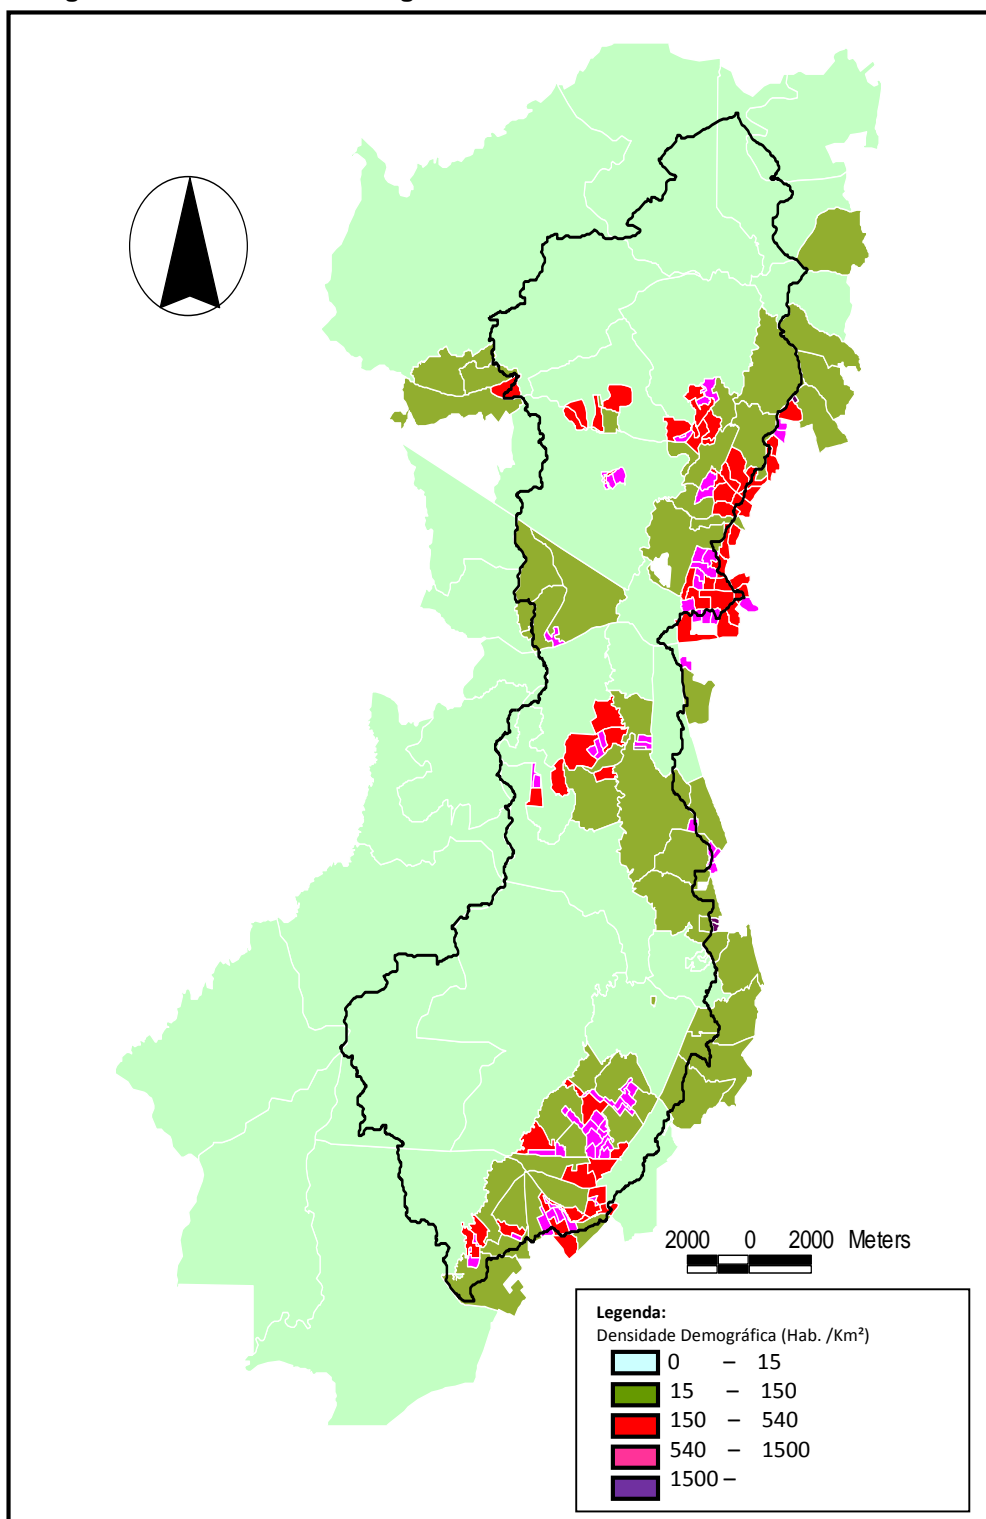 2000 0 2000 Meters
Legenda:
Densidade Demográfica (Hab. /Km²)
0 – 15
15 – 150
150 – 540
540 – 1500
1500 –